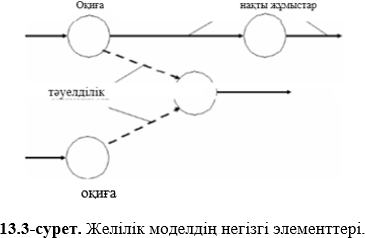 Оқиға
нақты жұмыстар
тәуелділік
оқиға
13.3-сурет. Желілік моделдің негізгі элементтері.